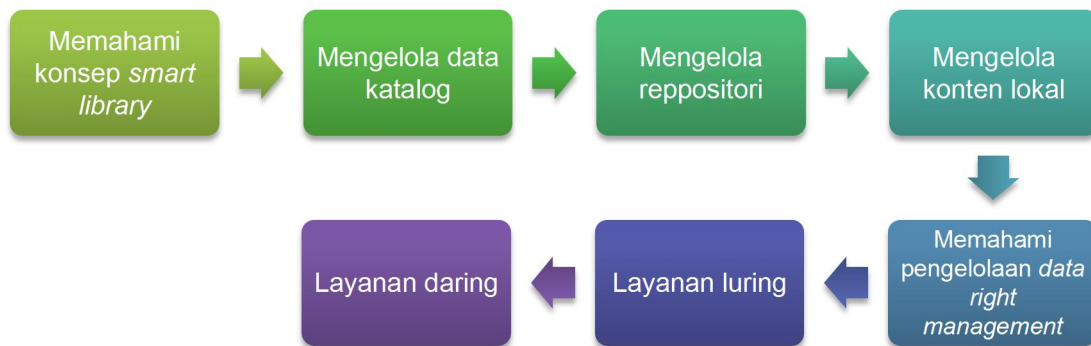 Memahami
konsep smart
library
Mengelola data
katalog
Mengelola
reppositori
Mengelola
konten lokal
Memahami
pengelolaan data
right
management
Layanan luring
Layanan daring